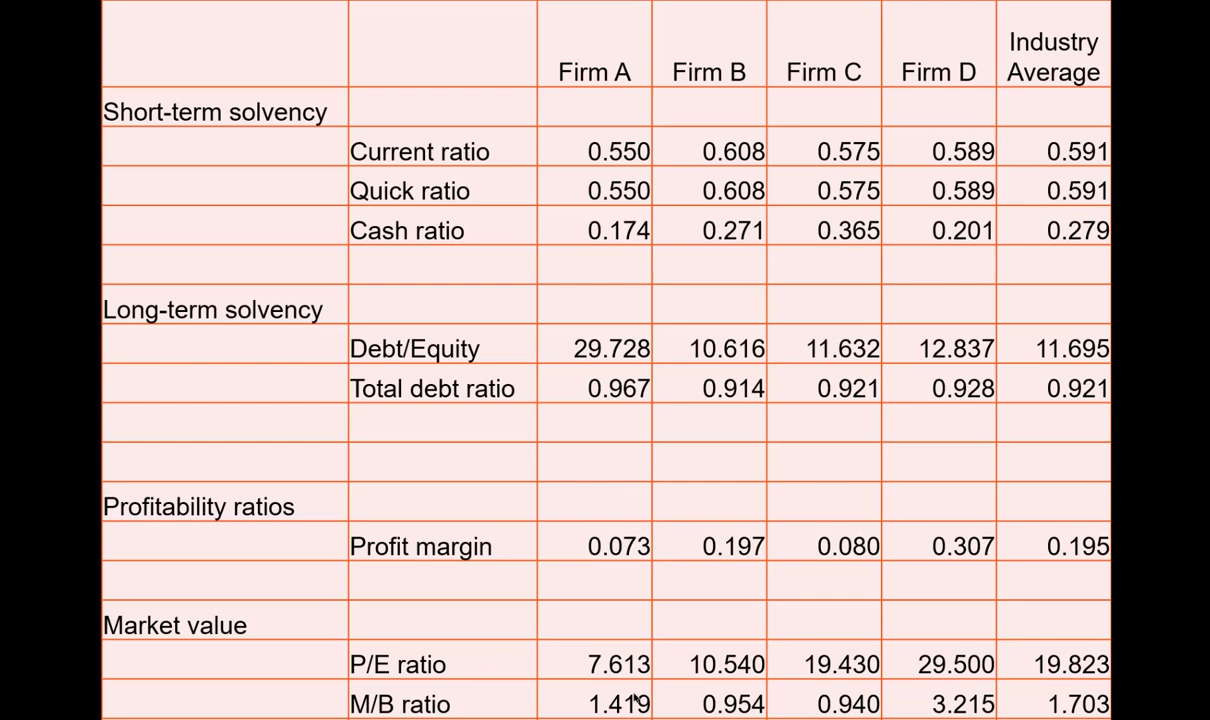 Industry
Firm A Firm B Firm C Firm D Average
Short-term solvency
Current ratio 0.550 0.608 0.575 0.589 0.591
Quick ratio 0.550 0.608 0.575 0.589 0.591
Cash ratio 0.174 0.271 0.365 0.201 0.279
Long-term solvency
Debt/Equity 29.728 10.616 11.632 12.837 11.695
Total debt ratio 0.967 0.914 0.921 0.928 0.921
Profitability ratios
Profit margin 0.073 0.197 0.080 0.307 0.195
Market value
P/E ratio 7.613 10.540 19.430 29.500 19.823
M/B ratio 1.419 0.954 0.940 3.215 1.703